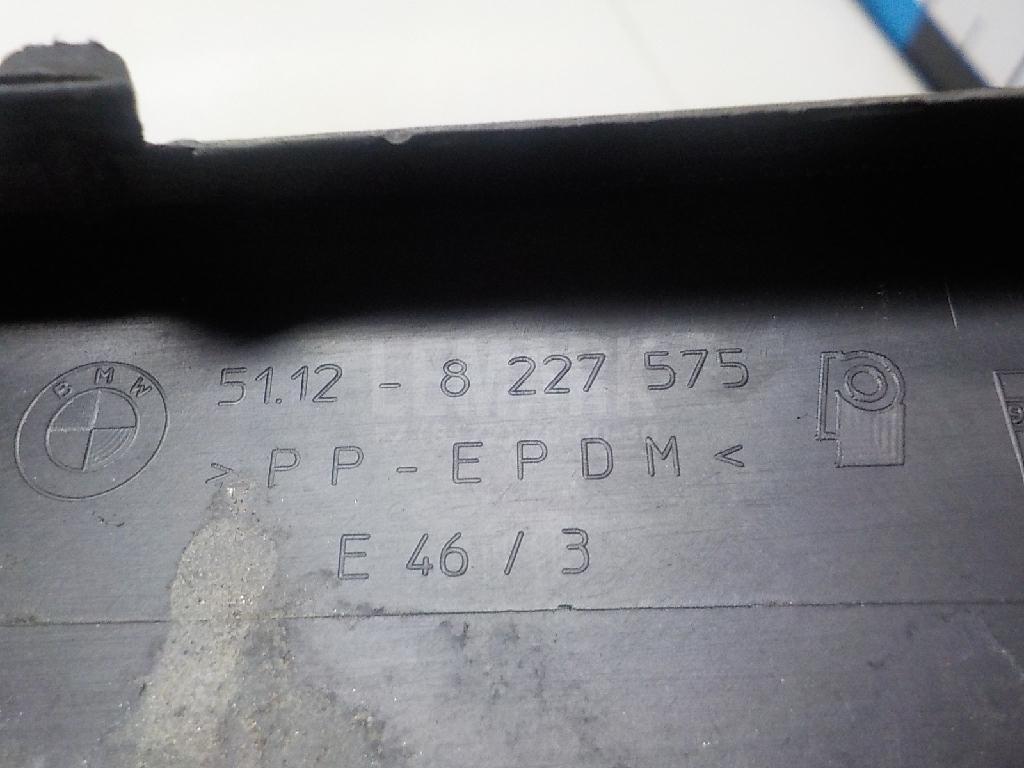 BMW
51.12 - 8 227 575
> PP-EPDM <
E 46 / 3